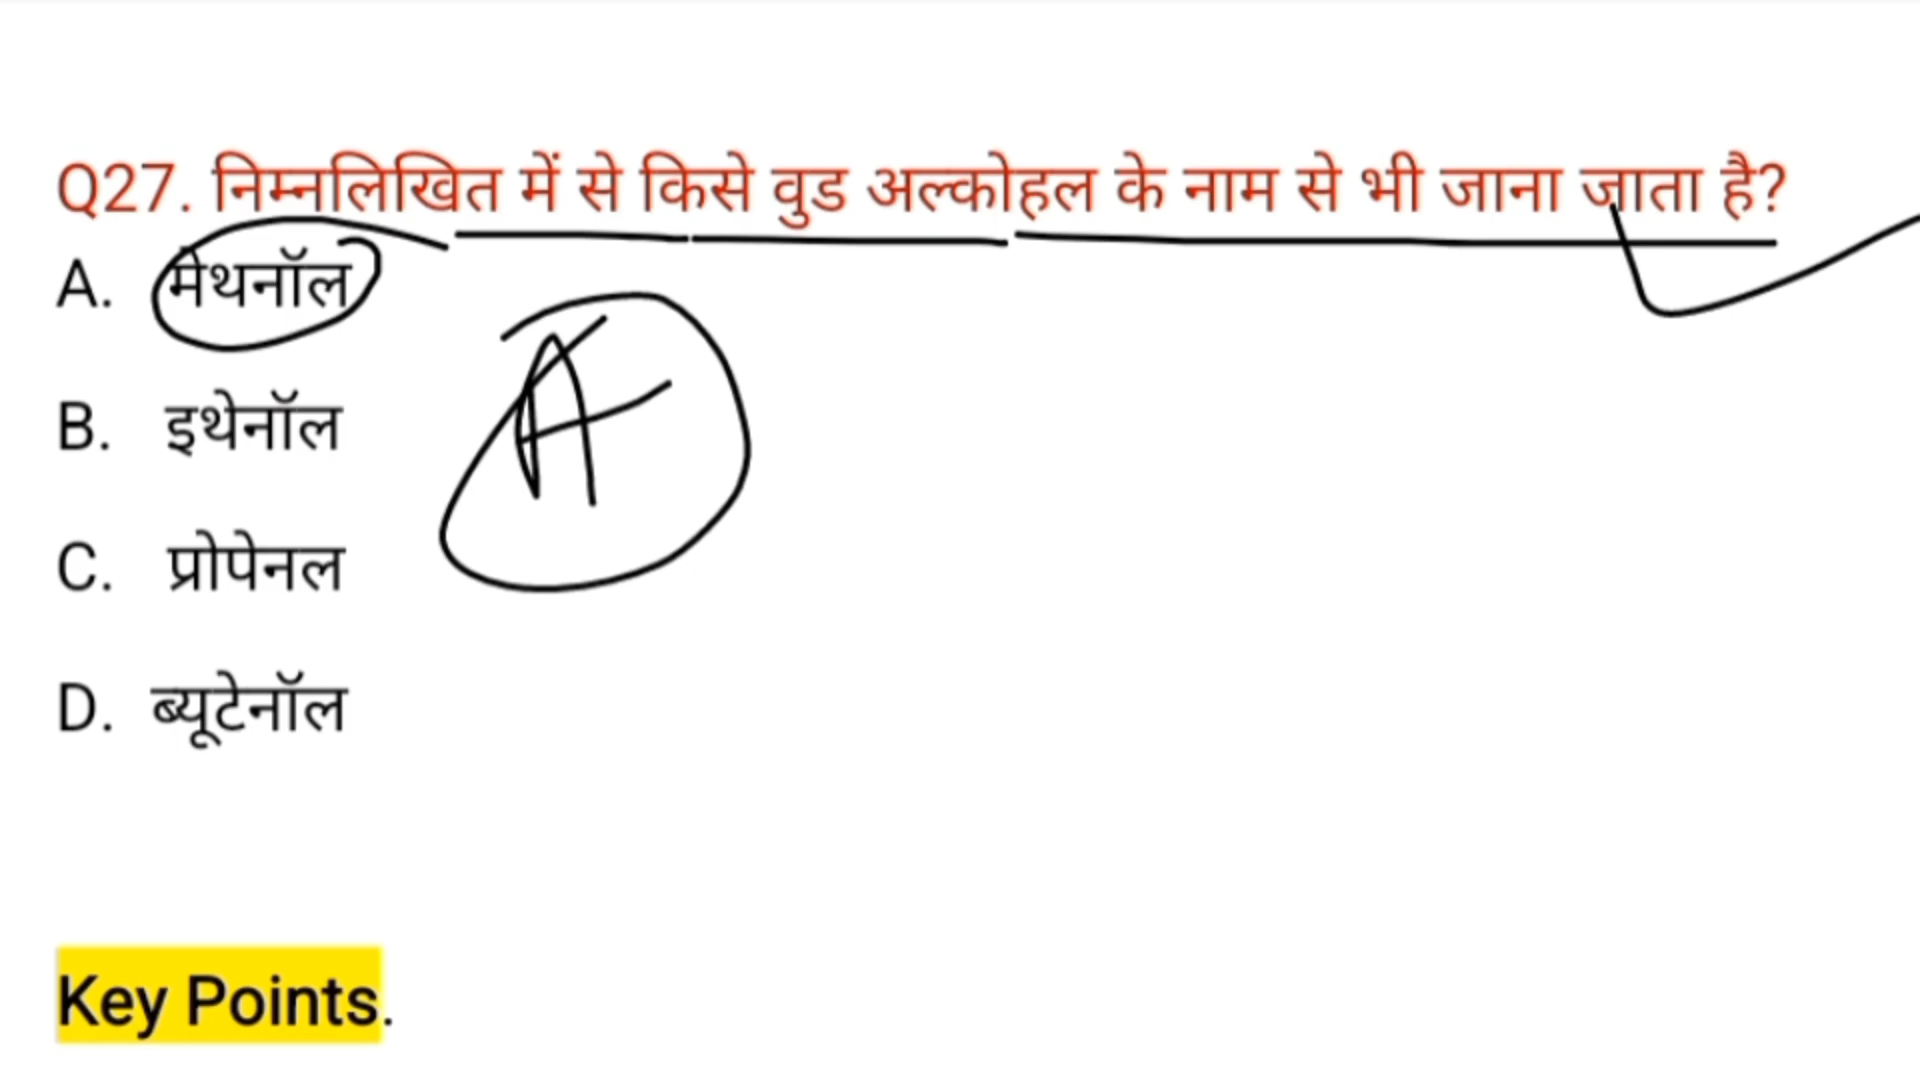 Q27. निम्नलिखित में से किसे वुड अल्कोहल के नाम से भी जाना जाता है?
A. मेथनॉल
A
B. इथेनॉल
C. प्रोपेनल
D. ब्यूटेनॉल
Key Points.